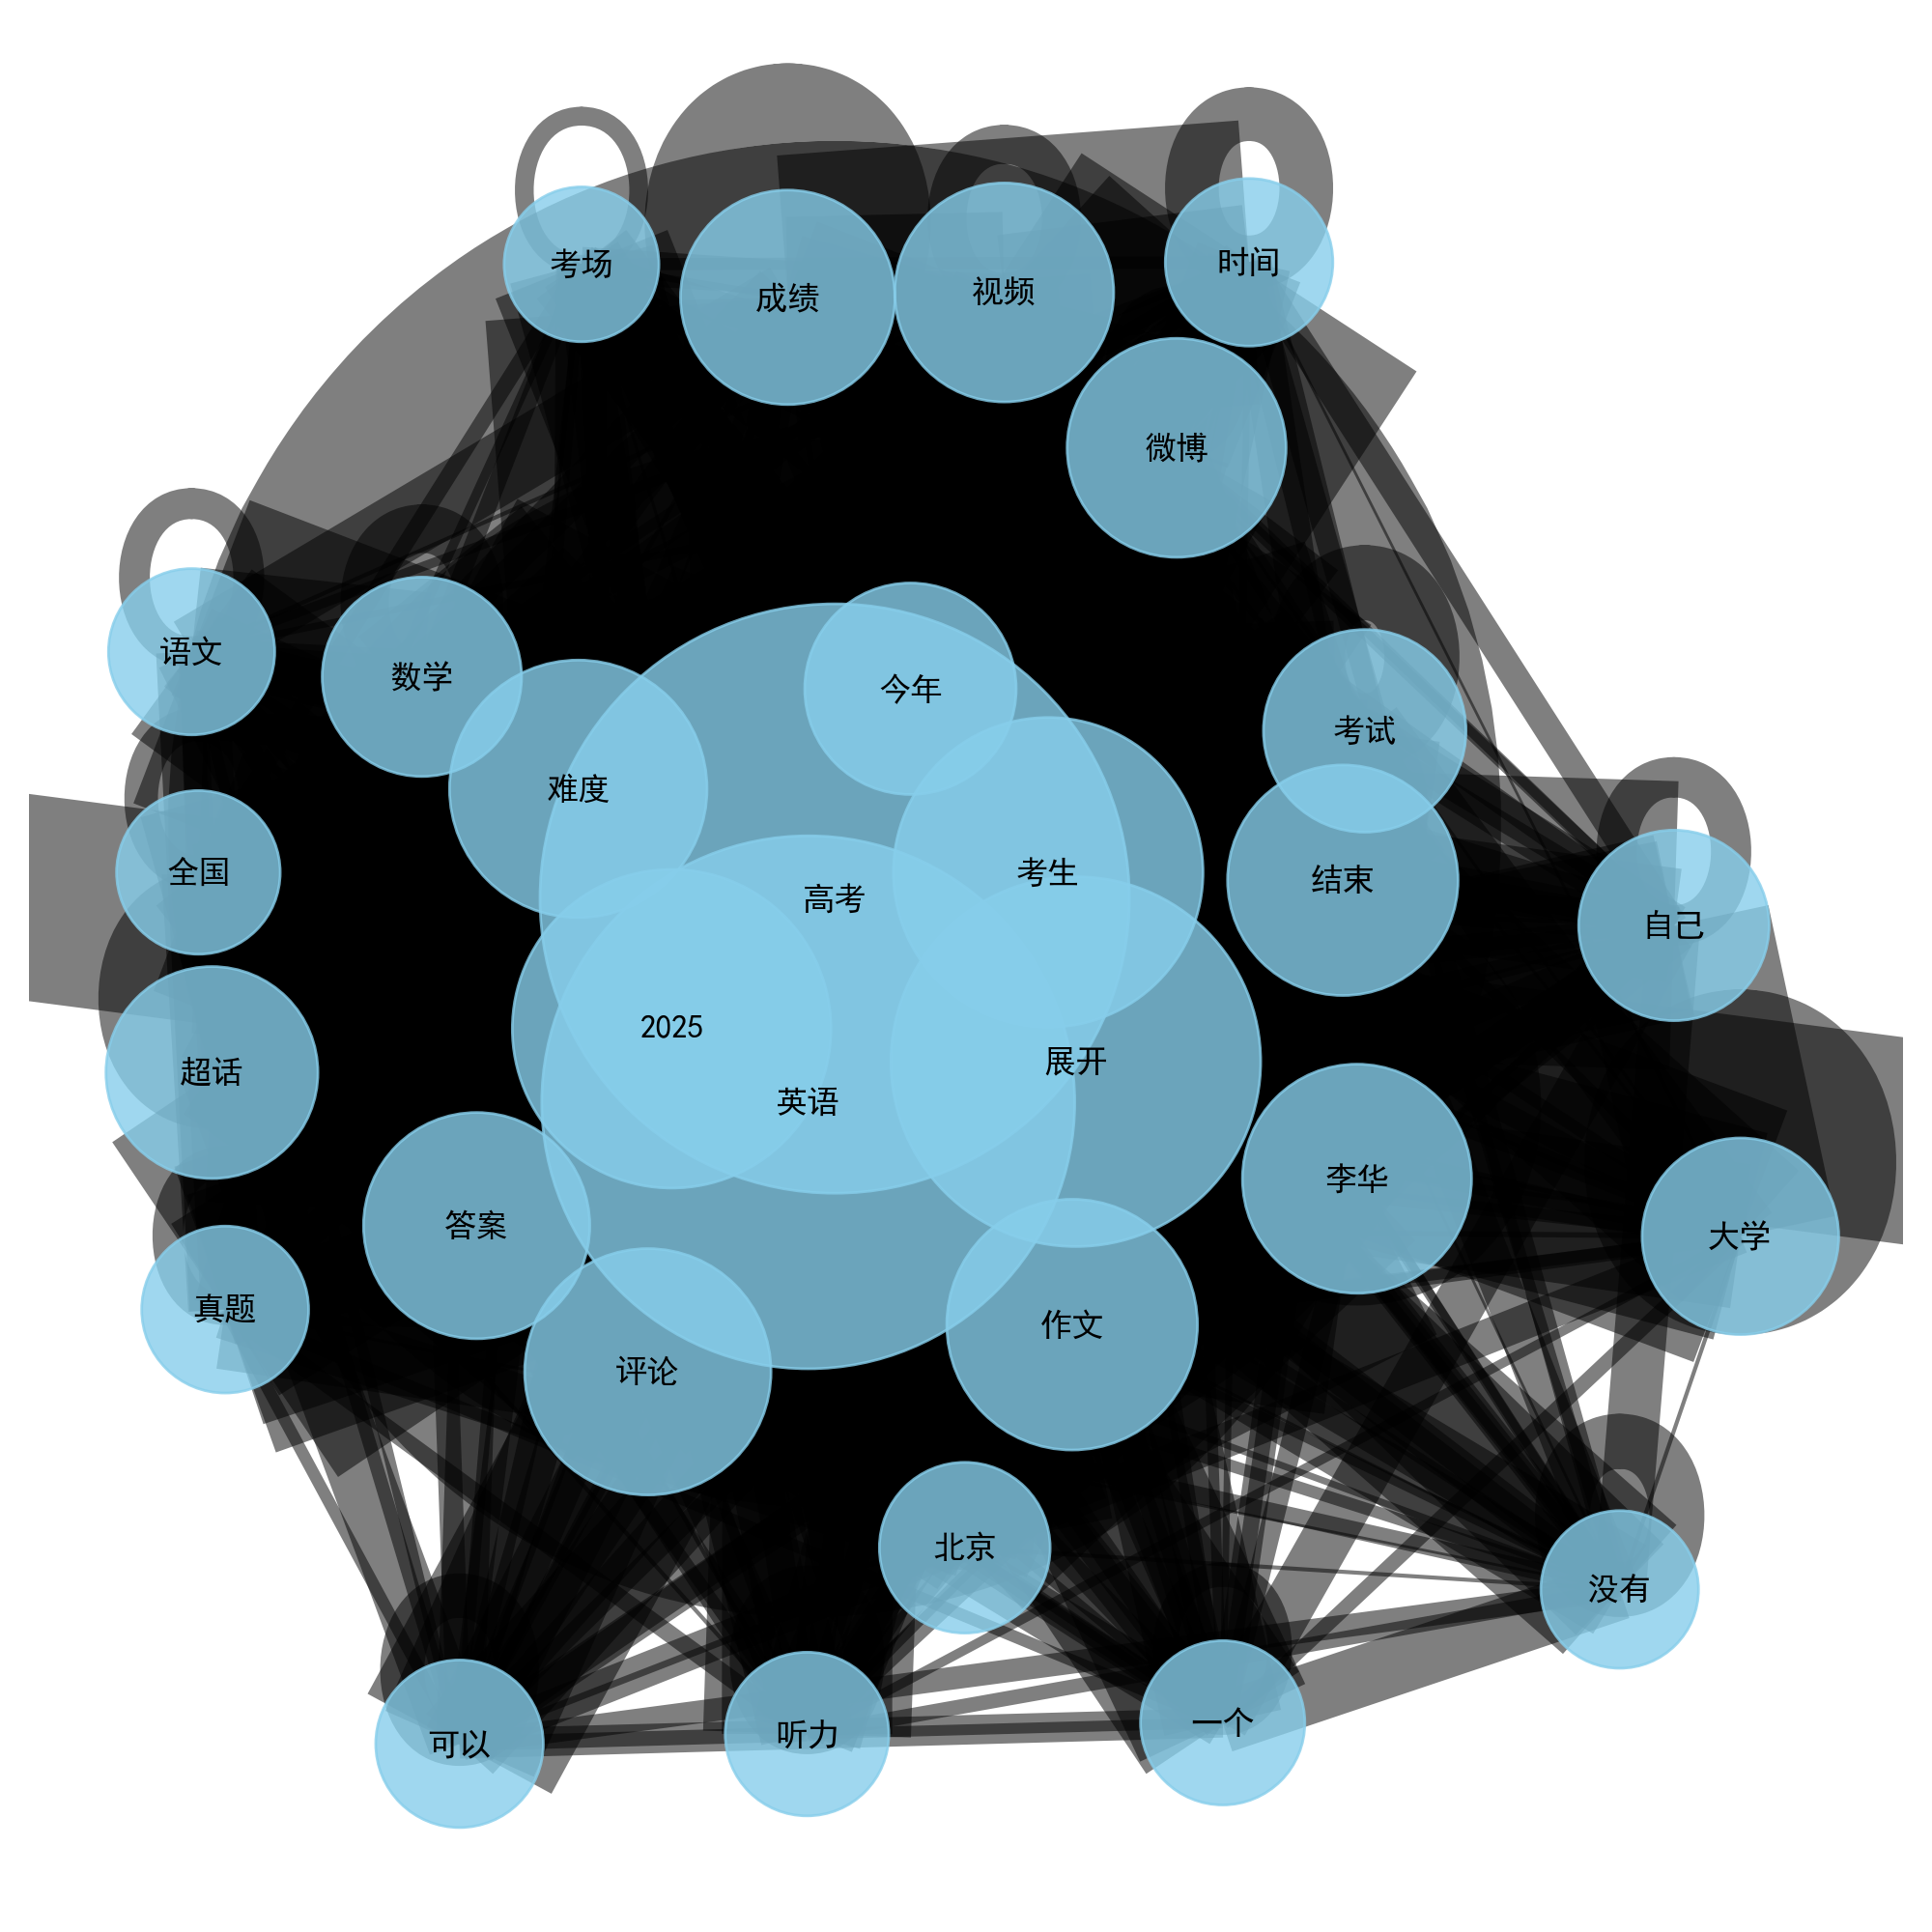 考场
成绩
视频
时间
微博
语文
数学
今年
考试
难度
全国
高考
考生
结束
自己
2025
展开
超话
英语
李华
答案
大学
真题
评论
作文
北京
没有
可以
听力
一个